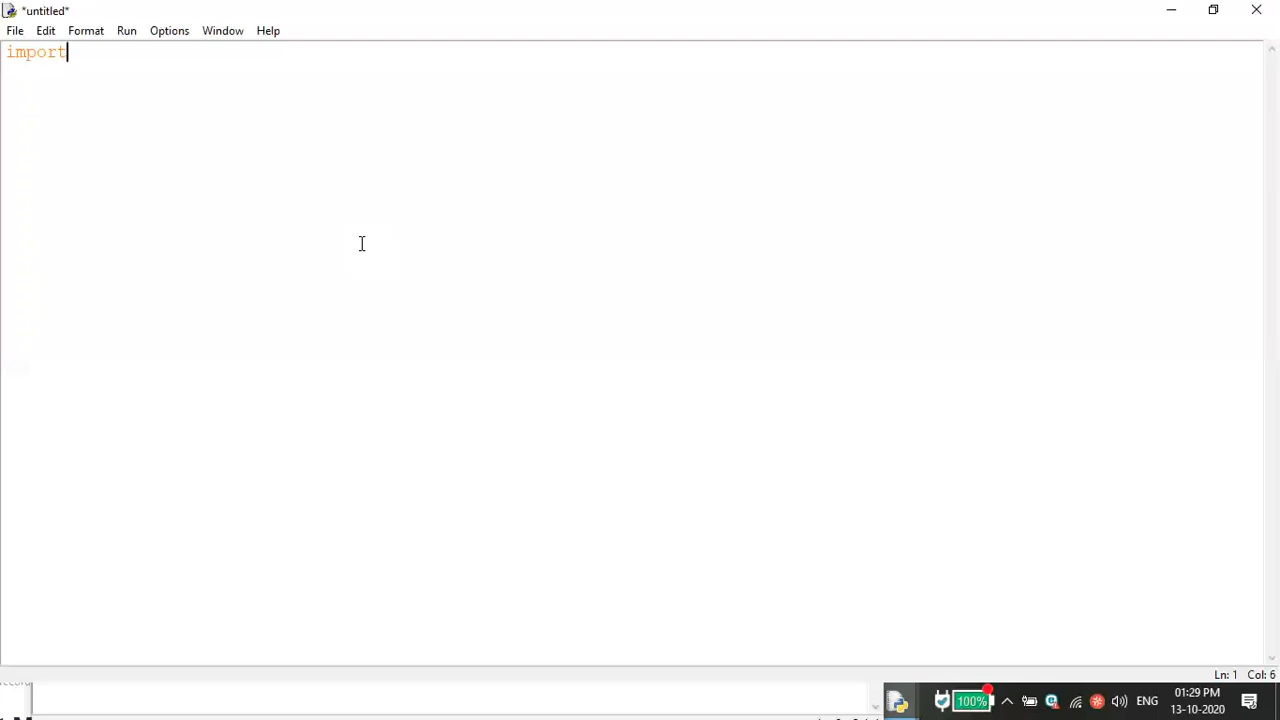 *untitled*
File Edit Format Run Options Window Help
import
Ln: 1 Col: 6
100%
ENG
01:29 PM
13-10-2020